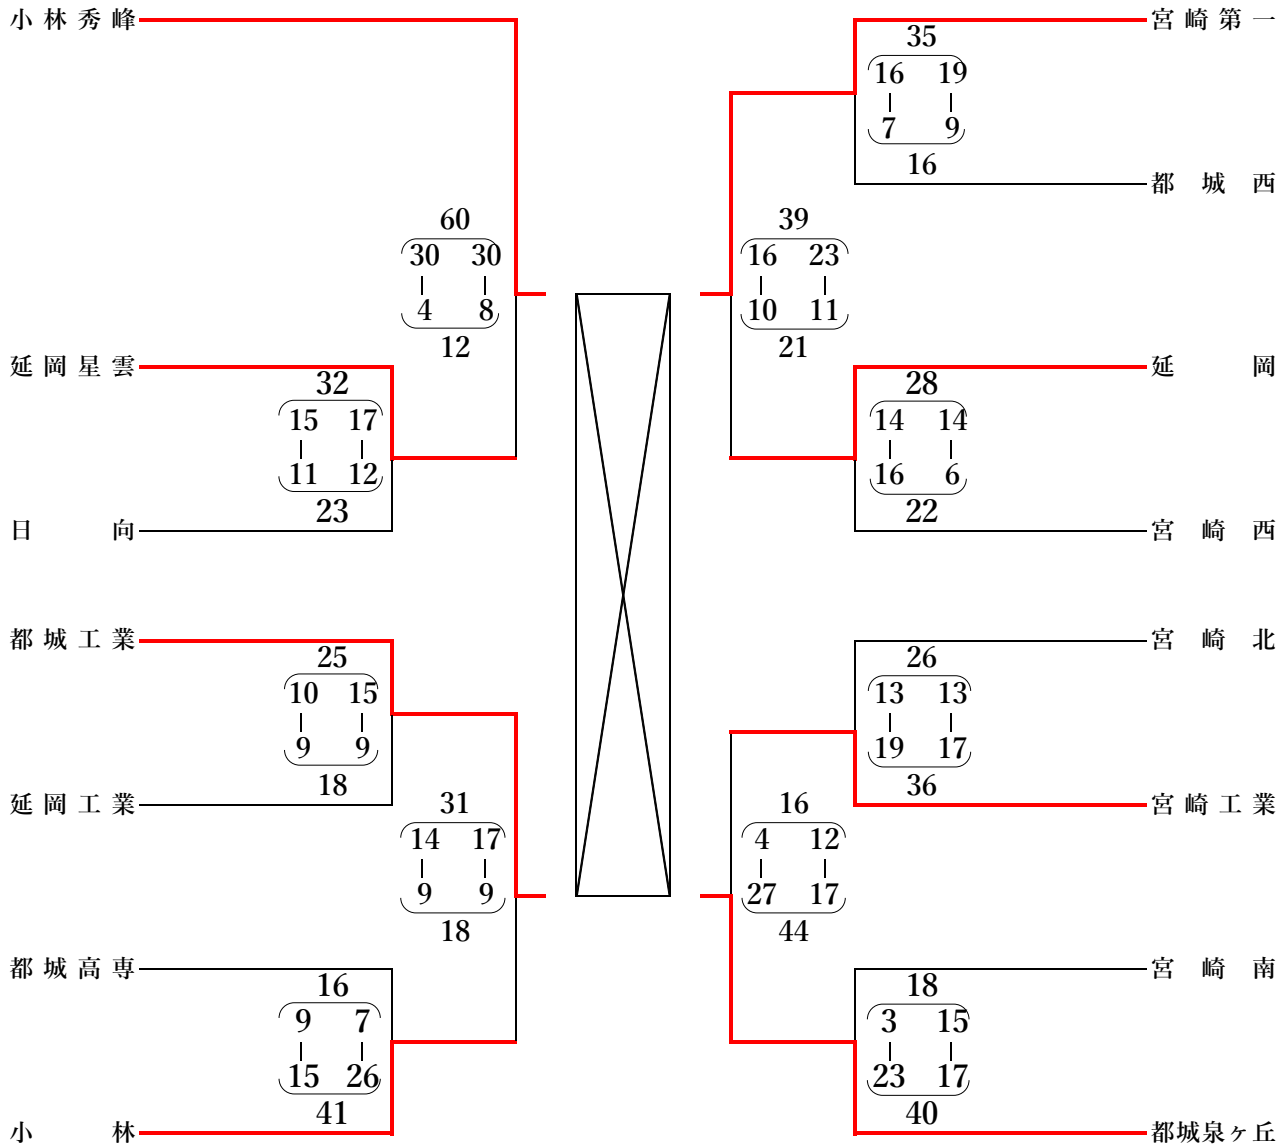 小林秀峰
60
30 30
4 8
12
延岡星雲
32
15 17
11 12
23
日向
都城工業
25
10 15
9 9
18
延岡工業
31
14 17
9 9
18
都城高専
16
9 7
15 26
41
小林
宮崎第一
35
16 19
7 9
16
都城西
39
16 23
10 11
21
延岡
28
14 14
16 6
22
宮崎西
宮崎北
26
13 13
19 17
36
宮崎工業
16
4 12
27 17
44
宮崎南
18
3 15
23 17
40
都城泉ヶ丘